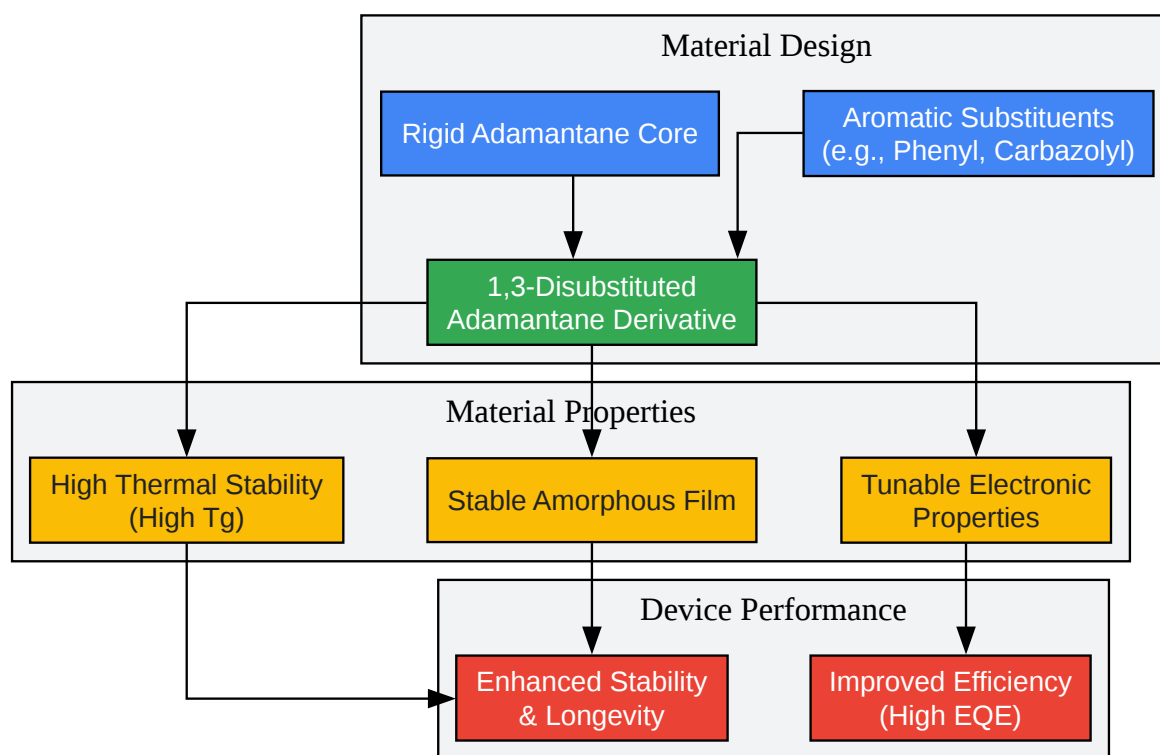 Material Design
Rigid Adamantane Core
Aromatic Substituents
(e.g., Phenyl, Carbazolyl)
1,3-Disubstituted
Adamantane Derivative
Material Properties
High Thermal Stability
(High Tg)
Stable Amorphous Film
Tunable Electronic
Properties
Device Performance
Enhanced Stability
& Longevity
Improved Efficiency
(High EQE)